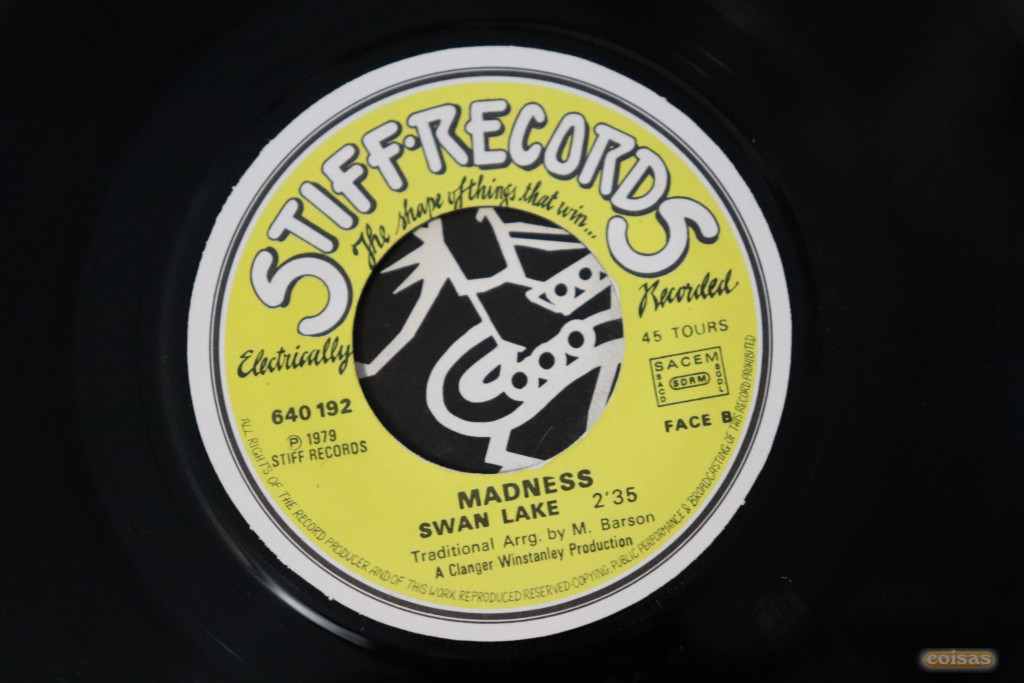 STIFF·RECORDS
The shape of things that win...
Electrically
Recorded
45 TOURS
SACEM
SACD
SDRM
SGDL
FACE B
640 192
℗ 1979
STIFF RECORDS
MADNESS
SWAN LAKE 2'35
Traditional Arrg. by M. Barson
A Clanger Winstanley Production
ALL RIGHTS OF THE RECORD PRODUCER AND OF THIS WORK REPRODUCED RESERVED·COPYING, PUBLIC PERFORMANCE & BROADCASTING OF THIS RECORD PROHIBITED
coisas